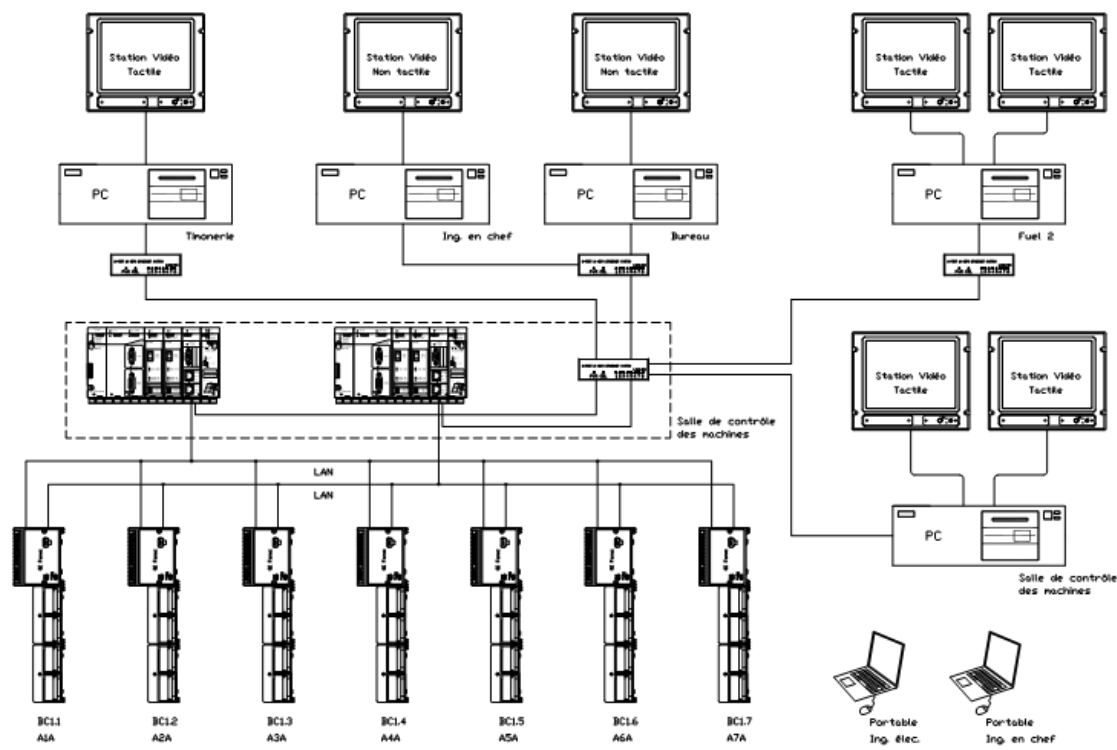 Station Vidéo
Tactile
Station Vidéo
Non tactile
Station Vidéo
Non tactile
Station Vidéo
Tactile
Station Vidéo
Tactile
PC
Timonerie
PC
Ing. en chef
PC
Bureau
PC
Fuel 2
Salle de contrôle
des machines
Station Vidéo
Tactile
Station Vidéo
Tactile
PC
Salle de contrôle
des machines
LAN
LAN
BC1.1
A1A
BC1.2
A2A
BC1.3
A3A
BC1.4
A4A
BC1.5
A5A
BC1.6
A6A
BC1.7
A7A
Portable
Ing. élec.
Portable
Ing. en chef